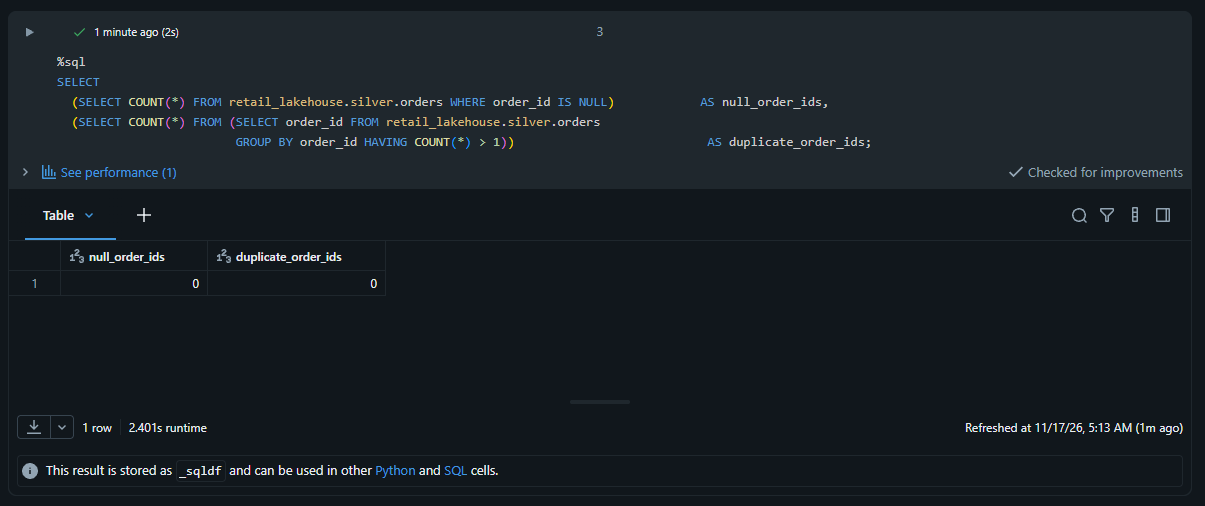 1 minute ago (2s)
3
%sql
SELECT
(SELECT COUNT(*) FROM retail_lakehouse.silver.orders WHERE order_id IS NULL) AS null_order_ids,
(SELECT COUNT(*) FROM (SELECT order_id FROM retail_lakehouse.silver.orders
GROUP BY order_id HAVING COUNT(*) > 1)) AS duplicate_order_ids;
See performance (1)
Checked for improvements
Table
null_order_ids
duplicate_order_ids
1 0 0
1 row
2.401s runtime
Refreshed at 11/17/26, 5:13 AM (1m ago)
This result is stored as _sqldf and can be used in other Python and SQL cells.